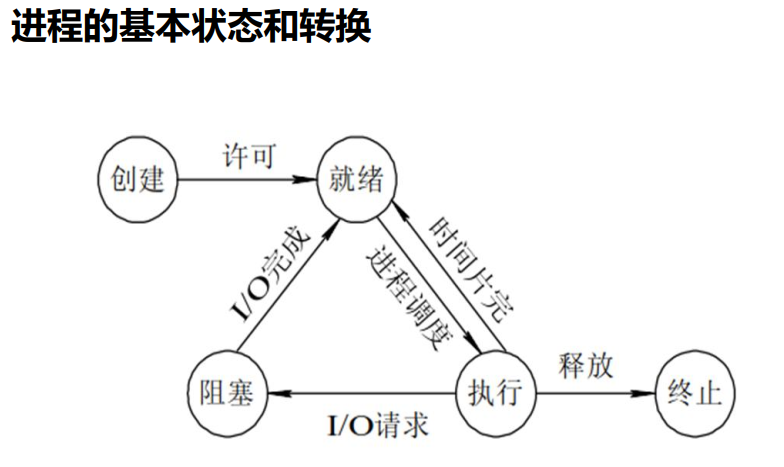 进程的基本状态和转换
许可
创建
就绪
I/O完成
进程调度
时间片完
阻塞
执行
释放
终止
I/O请求